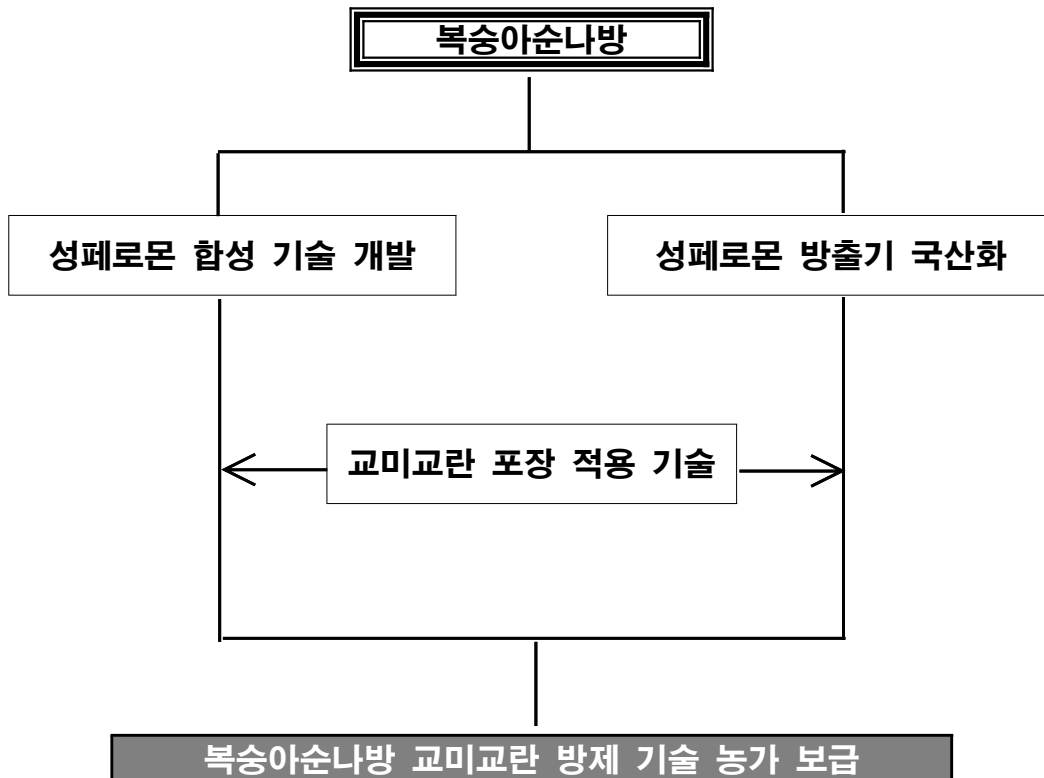 복숭아순나방
성페로몬 합성 기술 개발
성페로몬 방출기 국산화
교미교란 포장 적용 기술
복숭아순나방 교미교란 방제 기술 농가 보급